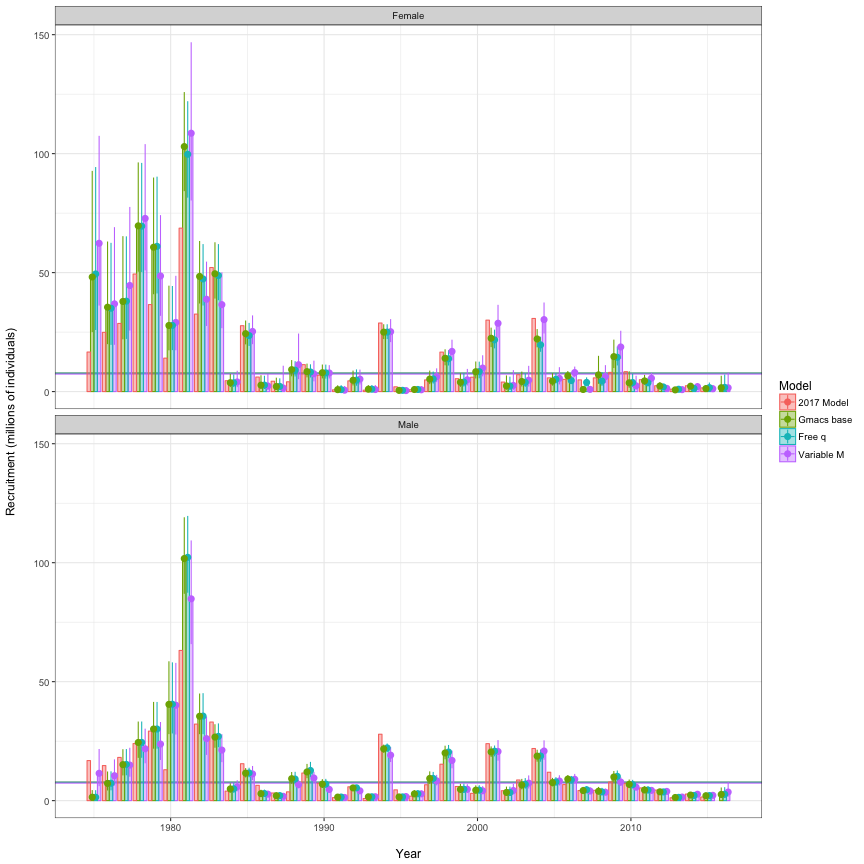 Female
150
100
50
0
Male
150
100
50
0
1980
1990
2000
2010
Year
Recruitment (millions of individuals)
Model
2017 Model
Gmacs base
Free q
Variable M